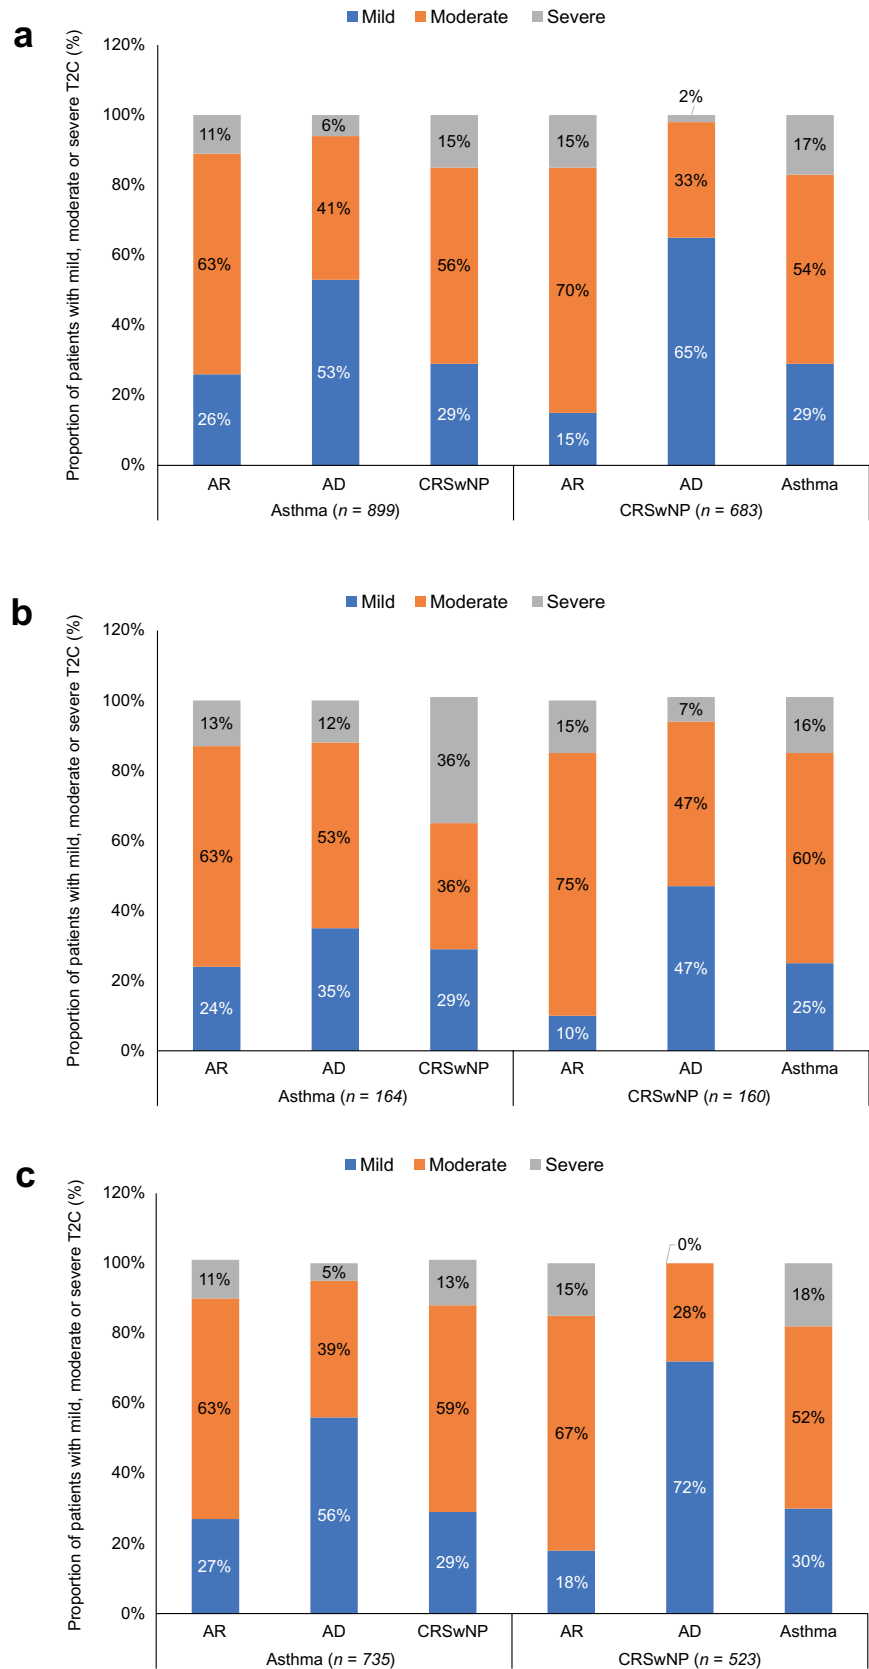 a
Mild Moderate Severe
Proportion of patients with mild, moderate or severe T2C (%)
120%
100%
80%
60%
40%
20%
0%
11% 6% 15% 15% 2% 17%
63% 41% 56% 70% 33% 54%
26% 53% 29% 15% 65% 29%
AR AD CRSwNP AR AD Asthma
Asthma (n = 899) CRSwNP (n = 683)
b
Mild Moderate Severe
Proportion of patients with mild, moderate or severe T2C (%)
120%
100%
80%
60%
40%
20%
0%
13% 12% 36% 15% 7% 16%
63% 53% 36% 75% 47% 60%
24% 35% 29% 10% 47% 25%
AR AD CRSwNP AR AD Asthma
Asthma (n = 164) CRSwNP (n = 160)
c
Mild Moderate Severe
Proportion of patients with mild, moderate or severe T2C (%)
120%
100%
80%
60%
40%
20%
0%
11% 5% 13% 15% 0% 18%
63% 39% 59% 67% 28% 52%
27% 56% 29% 18% 72% 30%
AR AD CRSwNP AR AD Asthma
Asthma (n = 735) CRSwNP (n = 523)